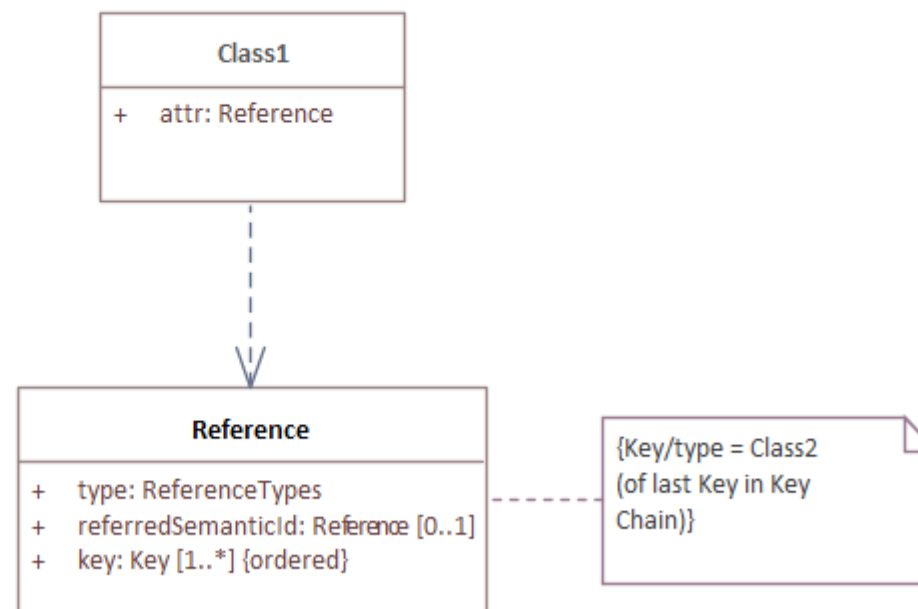 Class1
+ attr: Reference
Reference
+ type: ReferenceTypes
+ referredSemanticId: Reference [0..1]
+ key: Key [1..*] {ordered}
{Key/type = Class2
(of last Key in Key
Chain)}